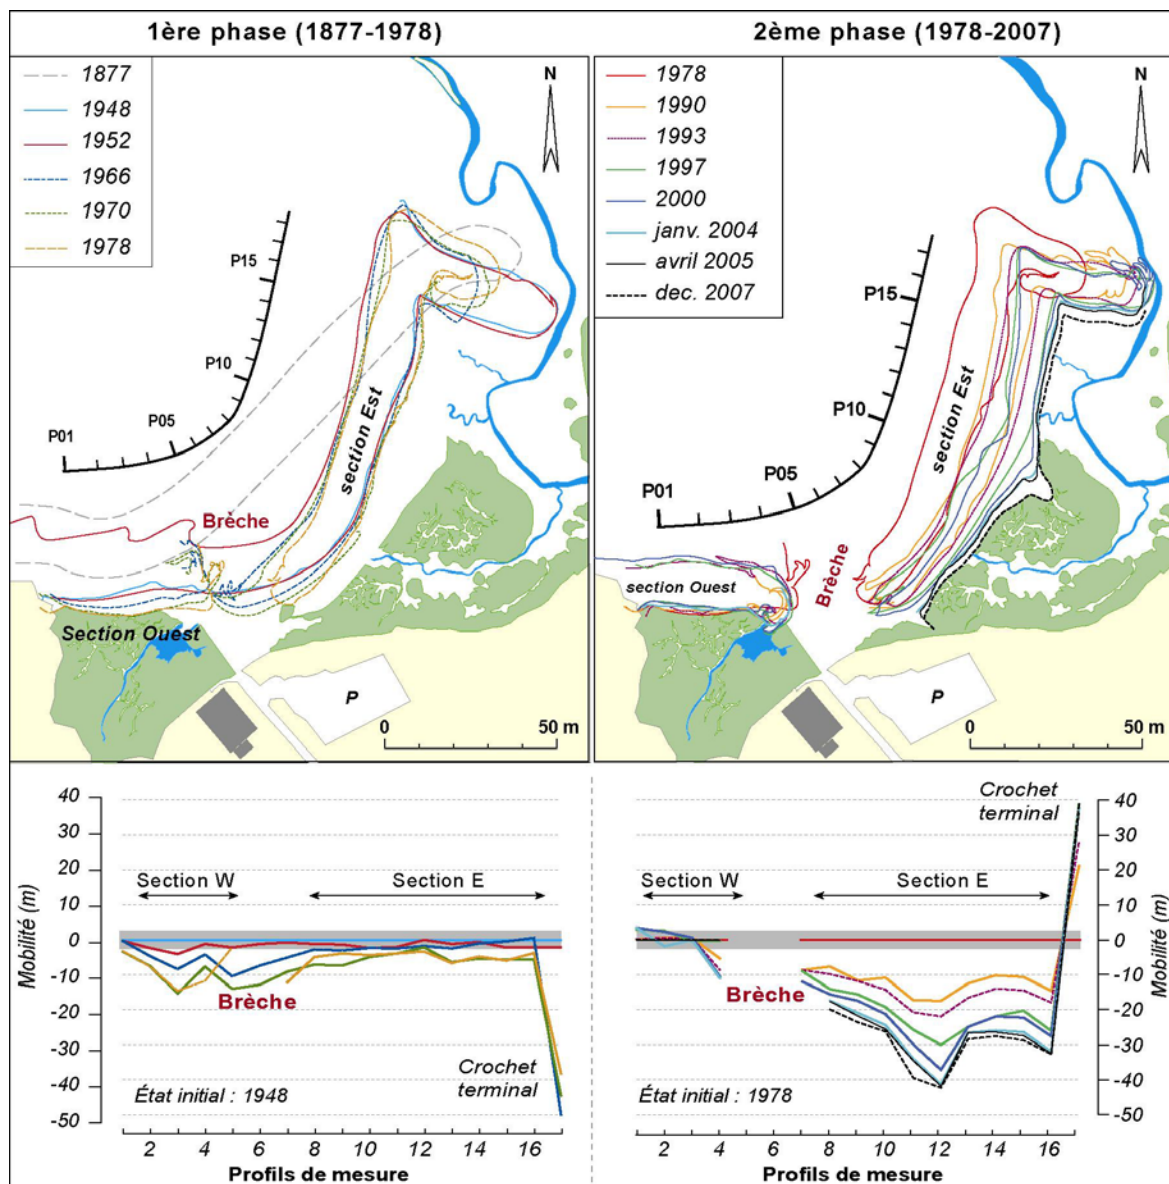 1ère phase (1877-1978)
1877
1948
1952
1966
1970
1978
N
P15
P10
P05
P01
Brèche
section Est
Section Ouest
P
0 50 m
2ème phase (1978-2007)
1978
1990
1993
1997
2000
janv. 2004
avril 2005
dec. 2007
N
P15
P10
P05
P01
section Est
section Ouest
Brèche
P
0 50 m
Mobilité (m)
40
30
20
10
0
-10
-20
-30
-40
-50
Section W
Section E
Brèche
Crochet
terminal
État initial : 1948
2 4 6 8 10 12 14 16
Profils de mesure
Crochet
terminal
Section W
Section E
Brèche
État initial : 1978
40
30
20
10
0
-10
-20
-30
-40
-50
Mobilité (m)
2 4 6 8 10 12 14 16
Profils de mesure